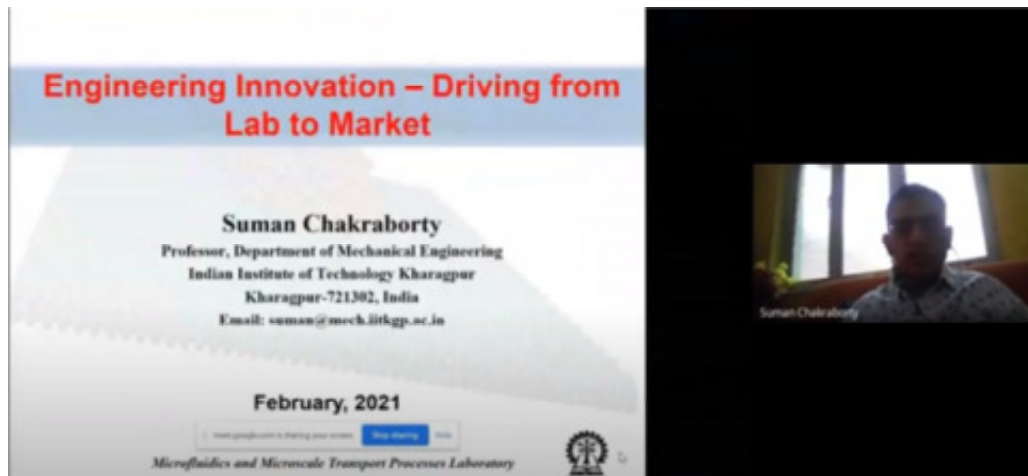 Engineering Innovation – Driving from
Lab to Market
Suman Chakraborty
Professor, Department of Mechanical Engineering
Indian Institute of Technology Kharagpur
Kharagpur-721302, India
Email: suman@mech.iitkgp.ac.in
February, 2021
meet.google.com is sharing your screen. Stop sharing Hide
Microfluidics and Microscale Transport Processes Laboratory
Suman Chakraborty